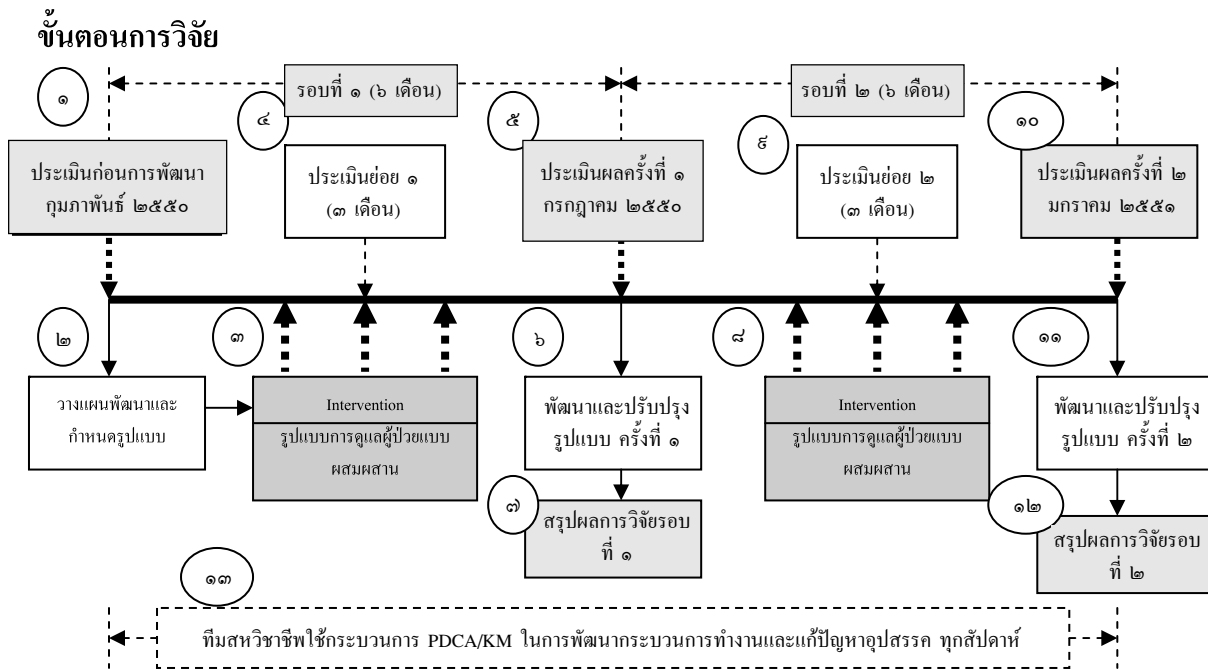 ขั้นตอนการวิจัย
รอบที่ ๑ (๖ เดือน)
รอบที่ ๒ (๖ เดือน)
๑
๔
๕
๙
๑๐
ประเมินก่อนการพัฒนา
กุมภาพันธ์ ๒๕๕๐
ประเมินย่อย ๑
(๓ เดือน)
ประเมินผลครั้งที่ ๑
กรกฎาคม ๒๕๕๐
ประเมินย่อย ๒
(๓ เดือน)
ประเมินผลครั้งที่ ๒
มกราคม ๒๕๕๑
๒
๓
๖
๘
๑๑
วางแผนพัฒนาและ
กำหนดรูปแบบ
Intervention
รูปแบบการดูแลผู้ป่วยแบบ
ผสมผสาน
พัฒนาและปรับปรุง
รูปแบบ ครั้งที่ ๑
Intervention
รูปแบบการดูแลผู้ป่วยแบบ
ผสมผสาน
พัฒนาและปรับปรุง
รูปแบบ ครั้งที่ ๒
๗
สรุปผลการวิจัยรอบ
ที่ ๑
๑๒
สรุปผลการวิจัยรอบ
ที่ ๒
๑๓
ทีมสหวิชาชีพใช้กระบวนการ PDCA/KM ในการพัฒนากระบวนการทำงานและแก้ปัญหาอุปสรรค ทุกสัปดาห์